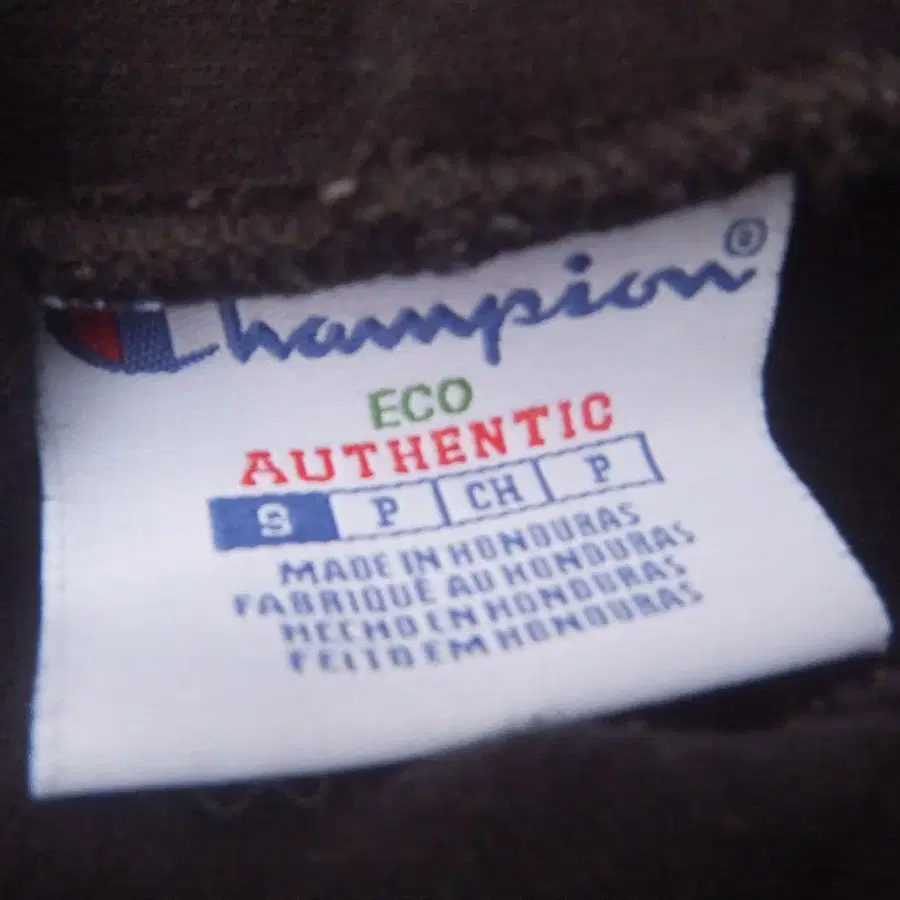 Champion®
ECO
AUTHENTIC
S P CH P
MADE IN HONDURAS
FABRIQUÉ AU HONDURAS
HECHO EN HONDURAS
FEITO EM HONDURAS